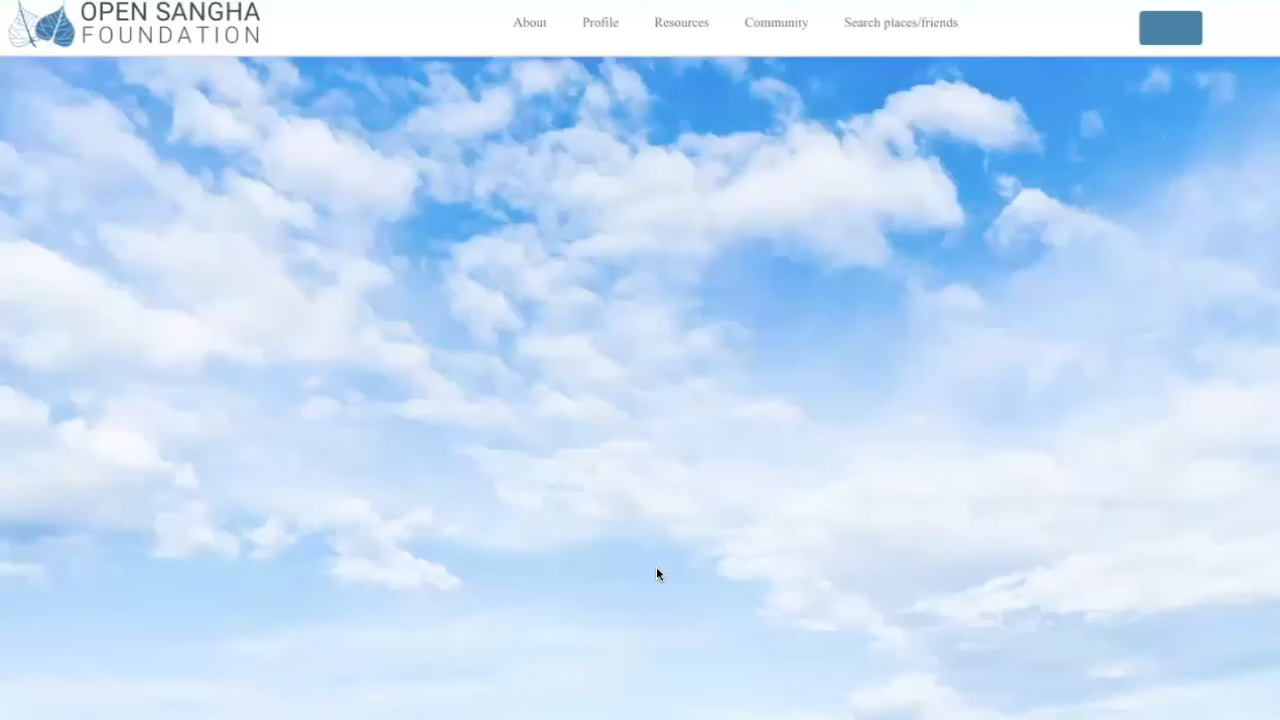 OPEN SANGHA
FOUNDATION
About Profile Resources Community Search places/friends